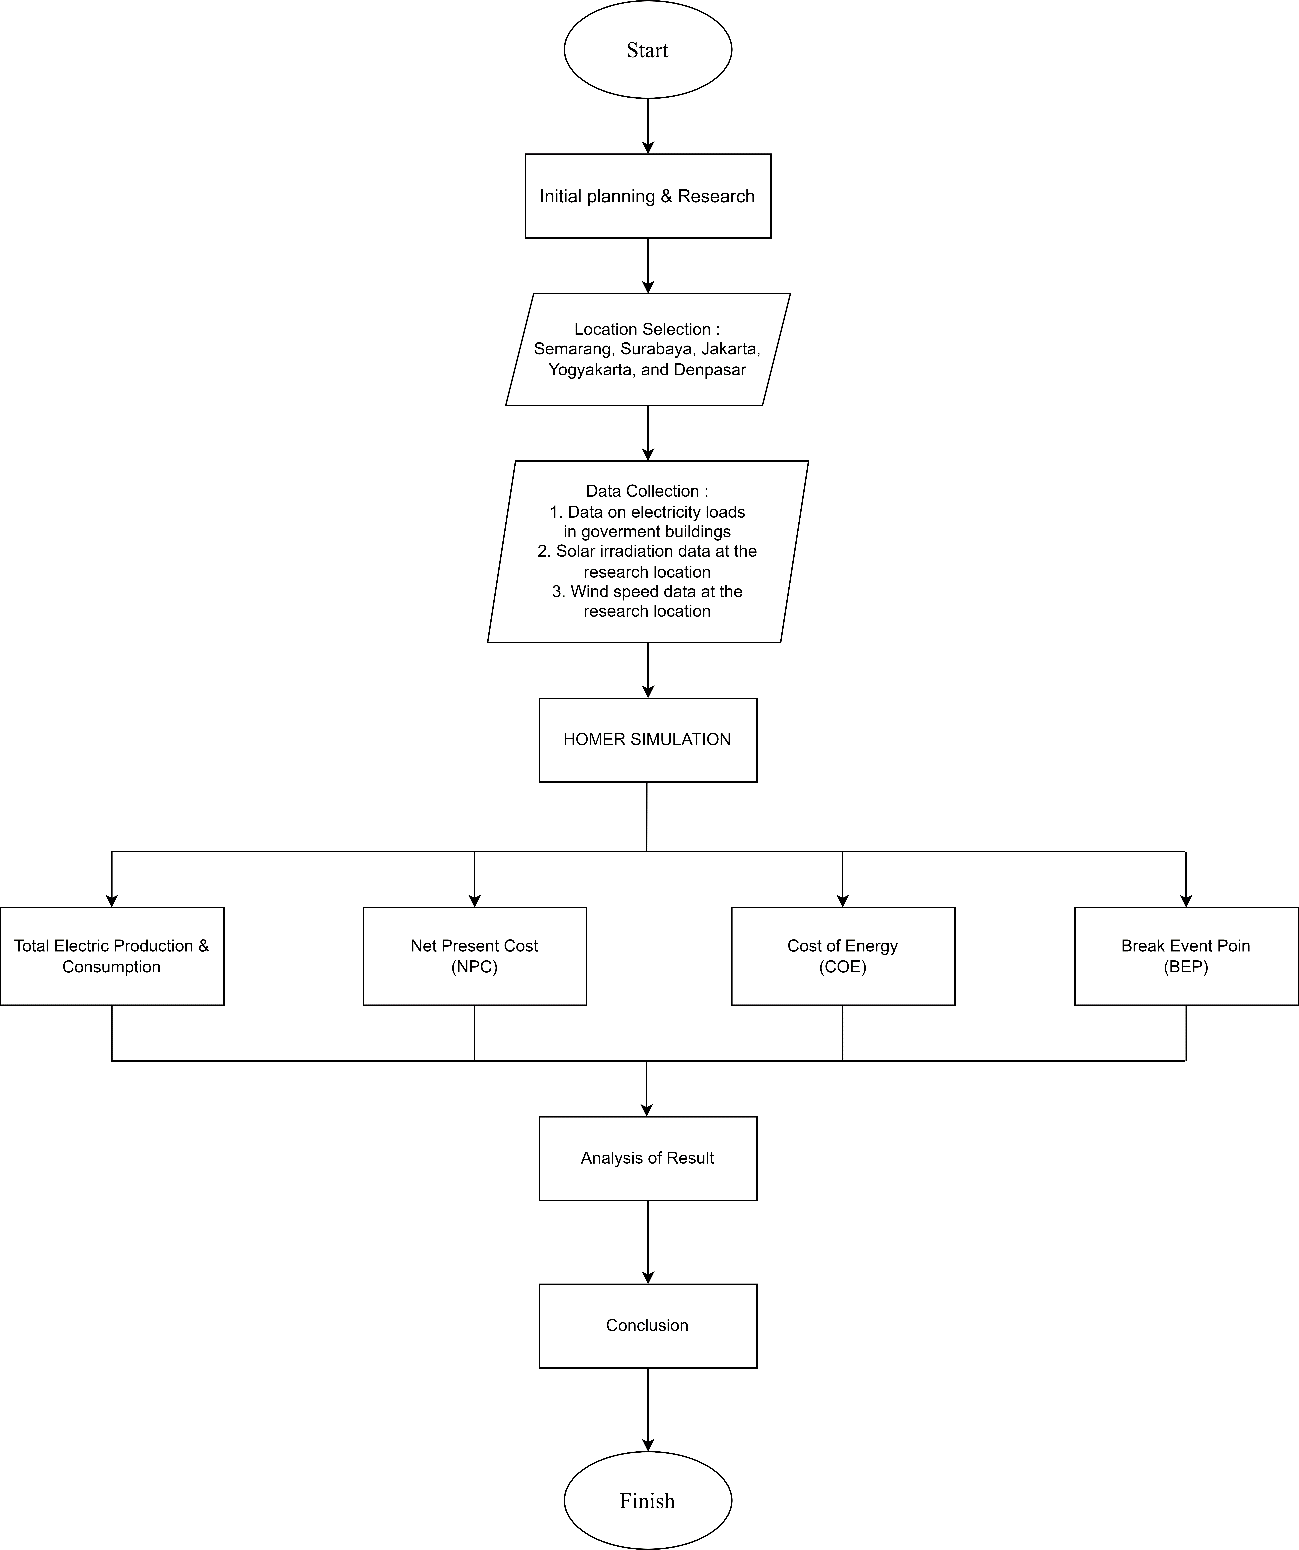 Start
Initial planning & Research
Location Selection :
Semarang, Surabaya, Jakarta,
Yogyakarta, and Denpasar
Data Collection :
1. Data on electricity loads
in goverment buildings
2. Solar irradiation data at the
research location
3. Wind speed data at the
research location
HOMER SIMULATION
Total Electric Production &
Consumption
Net Present Cost
(NPC)
Cost of Energy
(COE)
Break Event Poin
(BEP)
Analysis of Result
Conclusion
Finish